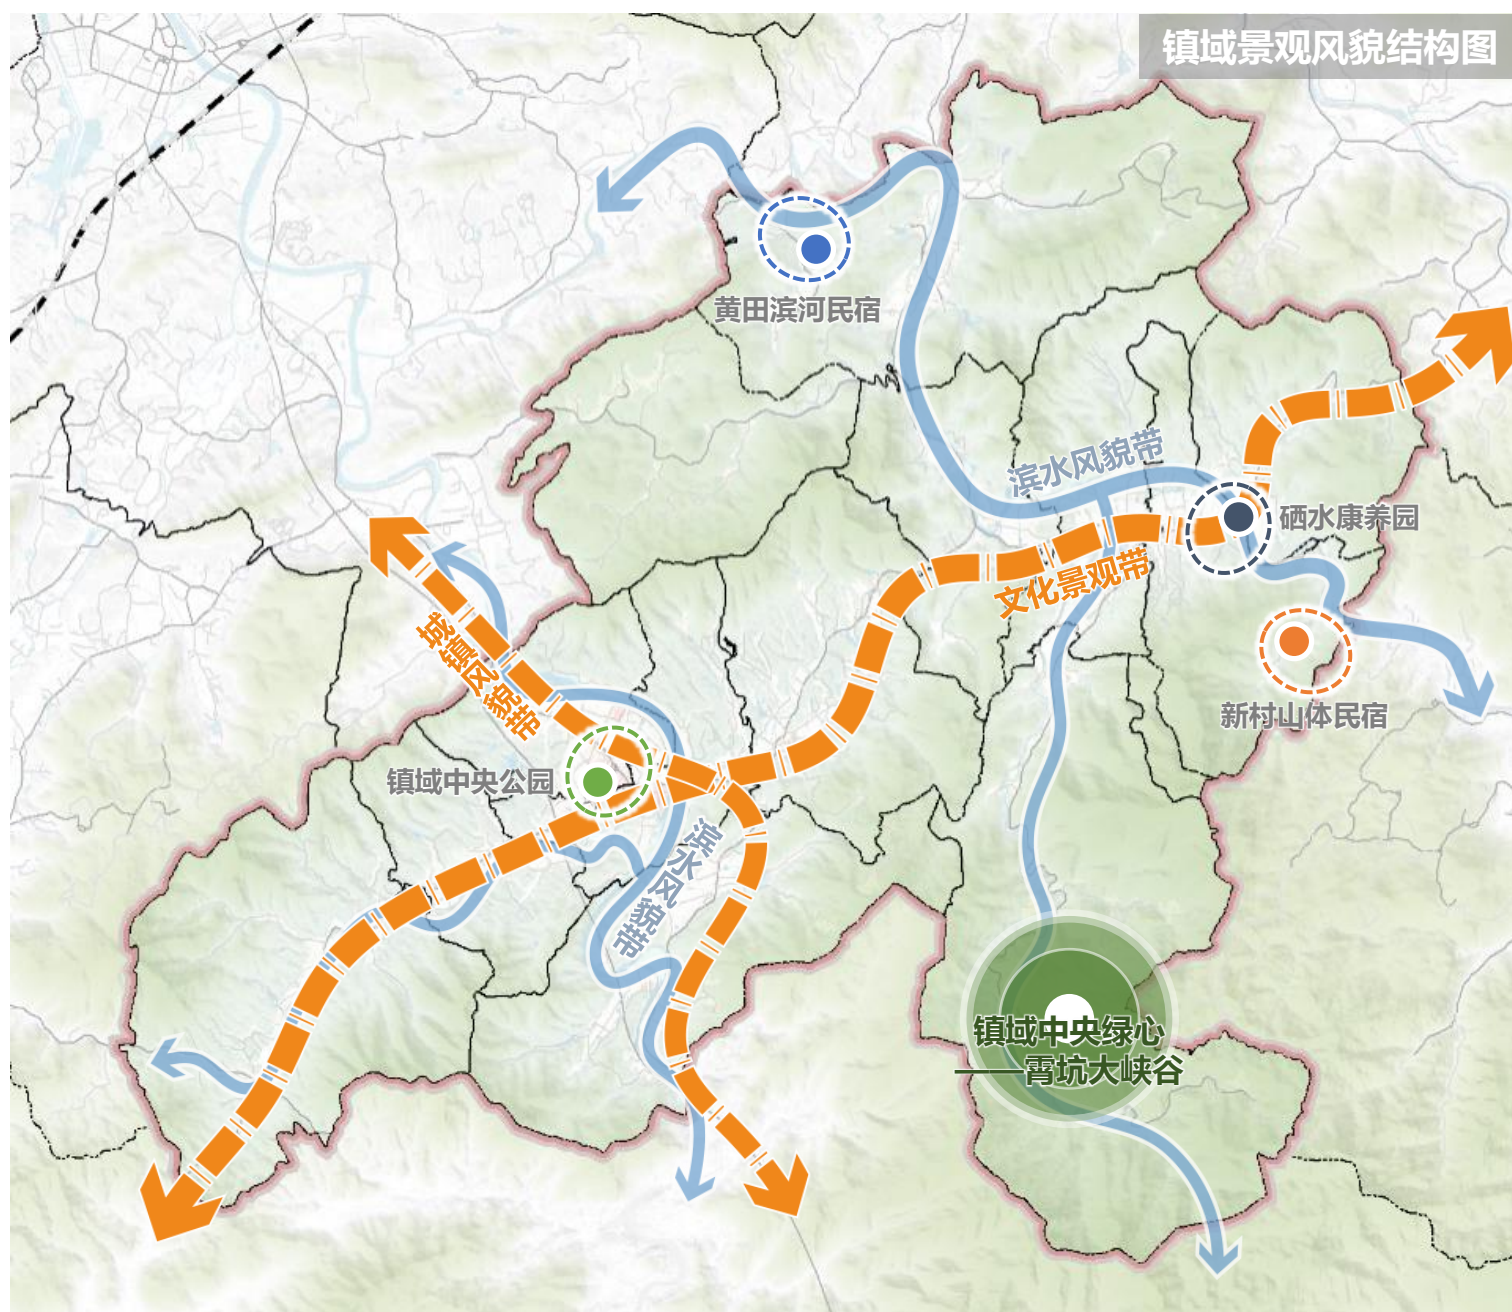 镇域景观风貌结构图
黄田滨河民宿
滨水风貌带
硒水康养园
文化景观带
城镇风貌带
新村山体民宿
镇域中央公园
滨水风貌带
镇域中央绿心
——霄坑大峡谷